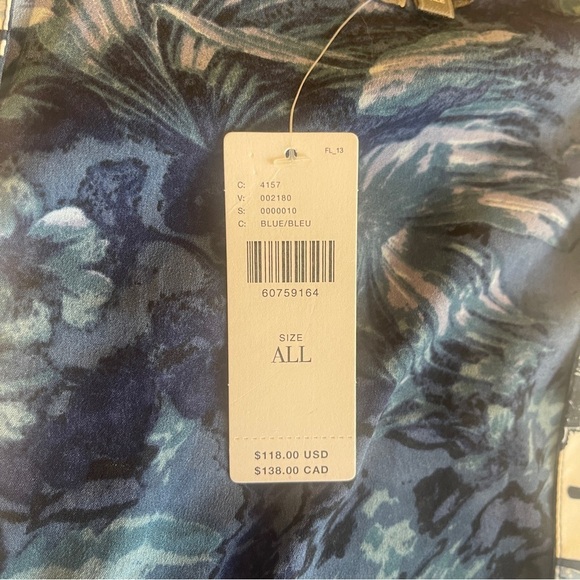 FL_13
C: 4157
V: 002180
S: 0000010
C: BLUE/BLEU
60759164
SIZE
ALL
$118.00 USD
$138.00 CAD